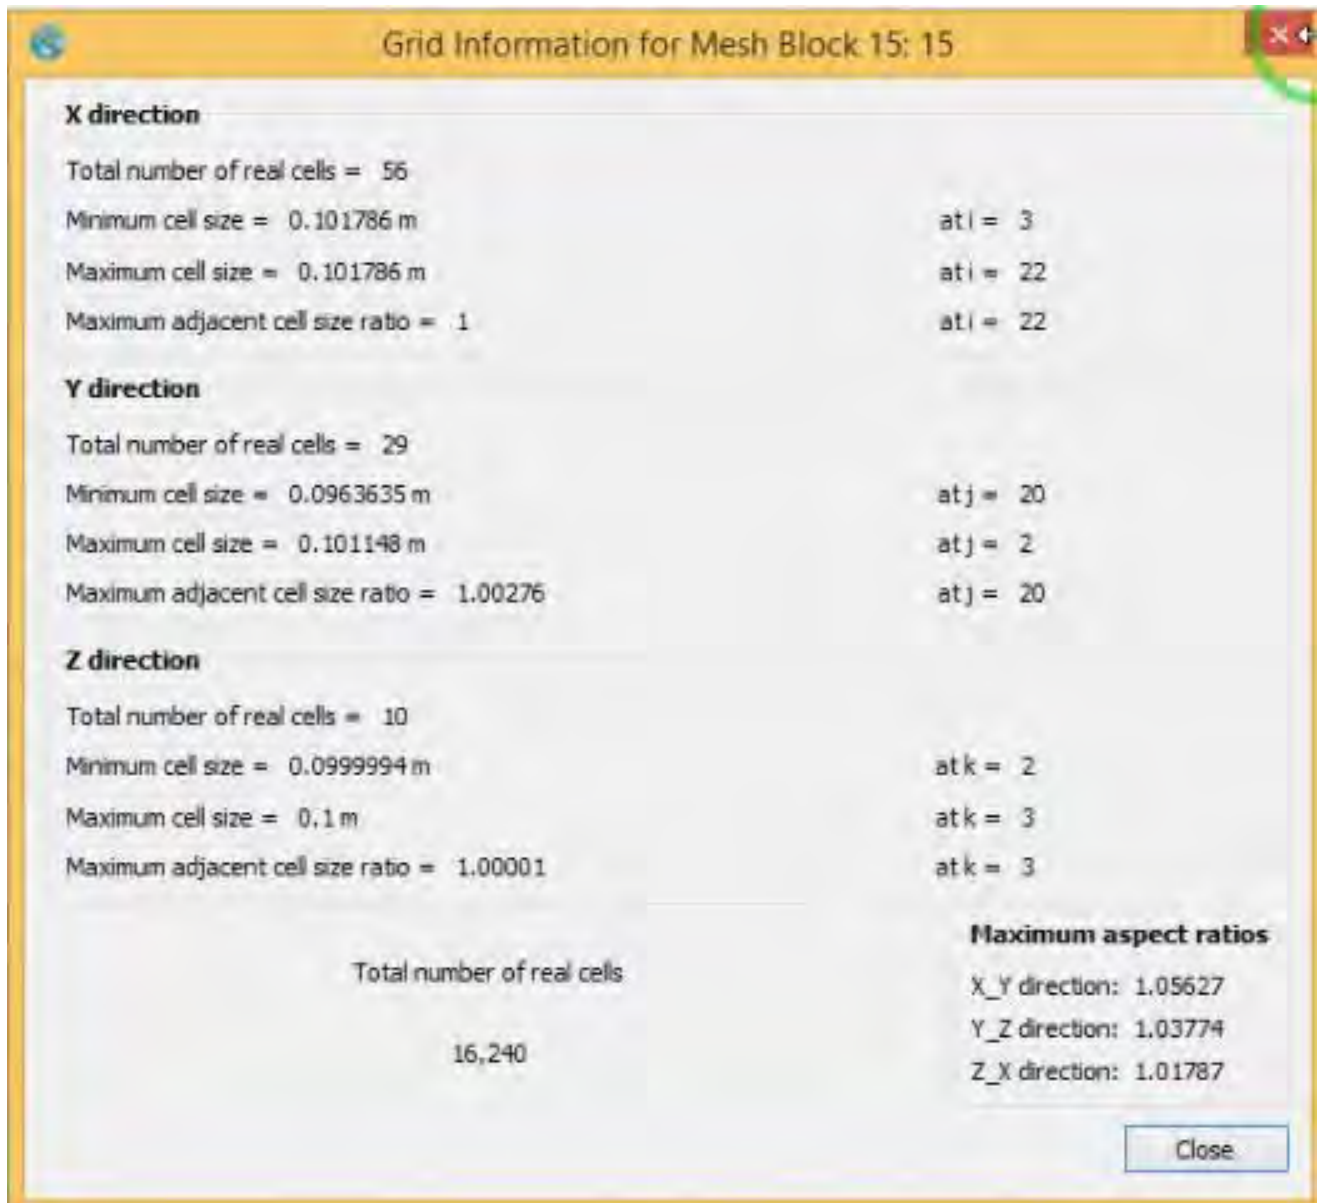 Grid Information for Mesh Block 15: 15
X direction
Total number of real cells = 56
Minimum cell size = 0.101786 m at i = 3
Maximum cell size = 0.101786 m at i = 22
Maximum adjacent cell size ratio = 1 at i = 22
Y direction
Total number of real cells = 29
Minimum cell size = 0.0963635 m at j = 20
Maximum cell size = 0.101148 m at j = 2
Maximum adjacent cell size ratio = 1.00276 at j = 20
Z direction
Total number of real cells = 10
Minimum cell size = 0.0999994 m at k = 2
Maximum cell size = 0.1 m at k = 3
Maximum adjacent cell size ratio = 1.00001 at k = 3
Total number of real cells
16,240
Maximum aspect ratios
X_Y direction: 1.05627
Y_Z direction: 1.03774
Z_X direction: 1.01787
Close